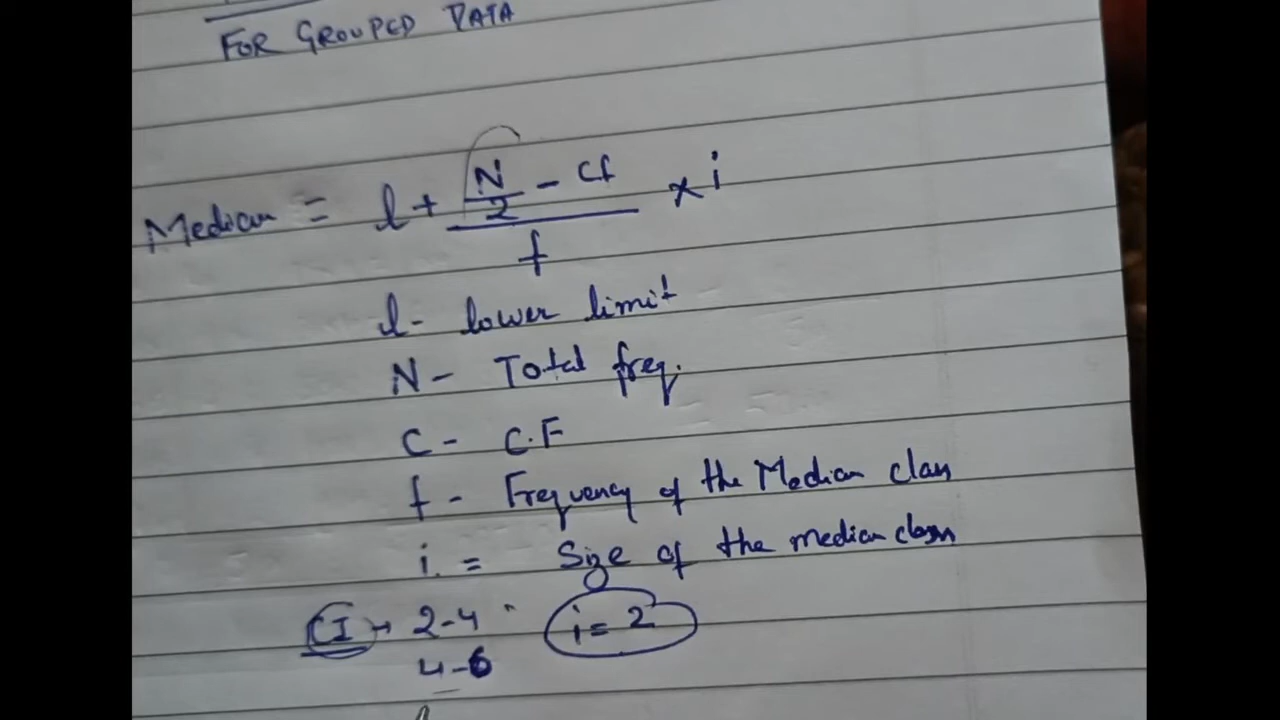 FOR GROUPED DATA
Median = l + (N/2 - Cf)/f × i
l - lower limit
N - Total freq.
C - C.F
f - Frequency of the Median class
i. = Size of the median class
CI → 2-4 i = 2
4-6